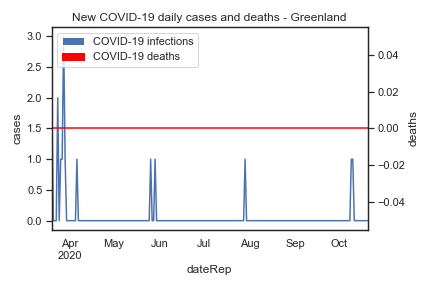 New COVID-19 daily cases and deaths - Greenland
COVID-19 infections
COVID-19 deaths
3.0
2.5
2.0
1.5
1.0
0.5
0.0
cases
0.04
0.02
0.00
−0.02
−0.04
deaths
Apr May Jun Jul Aug Sep Oct
2020
dateRep